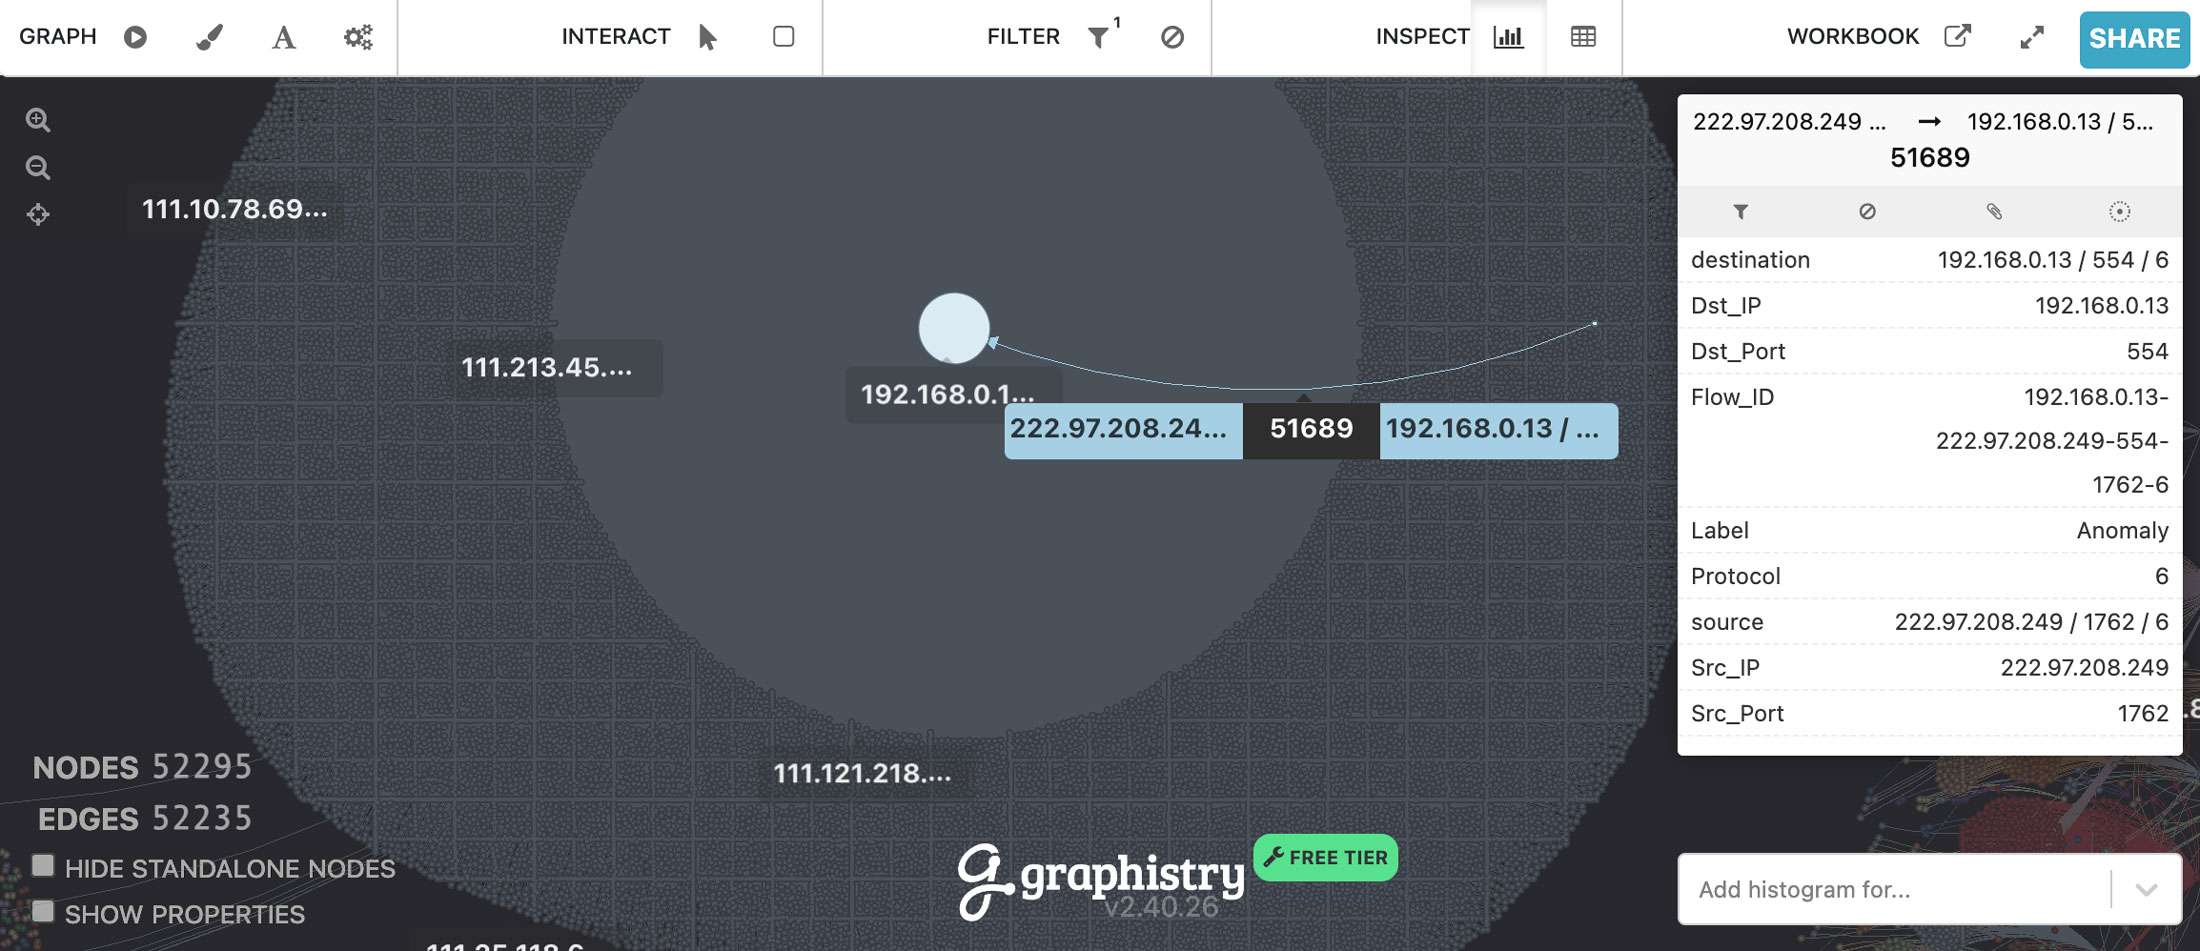 GRAPH INTERACT FILTER 1 INSPECT WORKBOOK SHARE
222.97.208.249 ... → 192.168.0.13 / 5...
51689
destination 192.168.0.13 / 554 / 6
Dst_IP 192.168.0.13
Dst_Port 554
Flow_ID 192.168.0.13-
222.97.208.249-554-
1762-6
Label Anomaly
Protocol 6
source 222.97.208.249 / 1762 / 6
Src_IP 222.97.208.249
Src_Port 1762
111.10.78.69...
111.213.45....
192.168.0.1...
222.97.208.24... 51689 192.168.0.13 / ...
111.121.218....
NODES 52295
EDGES 52235
HIDE STANDALONE NODES
SHOW PROPERTIES
graphistry FREE TIER
v2.40.26
Add histogram for...